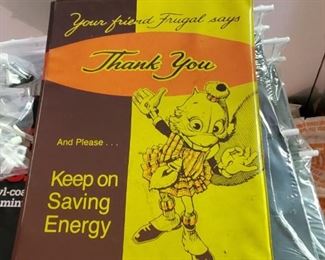 Your friend Frugal says
Thank You
And Please . . .
Keep on
Saving
Energy